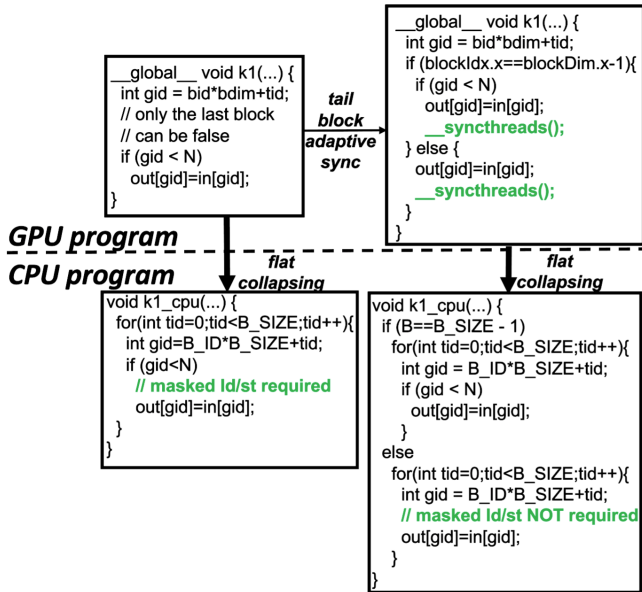 __global__ void k1(...) {
int gid = bid*bdim+tid;
// only the last block
// can be false
if (gid < N)
out[gid]=in[gid];
}
tail
block
adaptive
sync
__global__ void k1(...) {
int gid = bid*bdim+tid;
if (blockIdx.x==blockDim.x-1){
if (gid < N)
out[gid]=in[gid];
__syncthreads();
} else {
out[gid]=in[gid];
__syncthreads();
}
}
GPU program
CPU program
flat
collapsing
flat
collapsing
void k1_cpu(...) {
for(int tid=0;tid<B_SIZE;tid++){
int gid=B_ID*B_SIZE+tid;
if (gid<N)
// masked ld/st required
out[gid]=in[gid];
}
}
void k1_cpu(...) {
if (B==B_SIZE - 1)
for(int tid=0;tid<B_SIZE;tid++){
int gid = B_ID*B_SIZE+tid;
if (gid < N)
out[gid]=in[gid];
}
else
for(int tid=0;tid<B_SIZE;tid++){
int gid = B_ID*B_SIZE+tid;
// masked ld/st NOT required
out[gid]=in[gid];
}
}